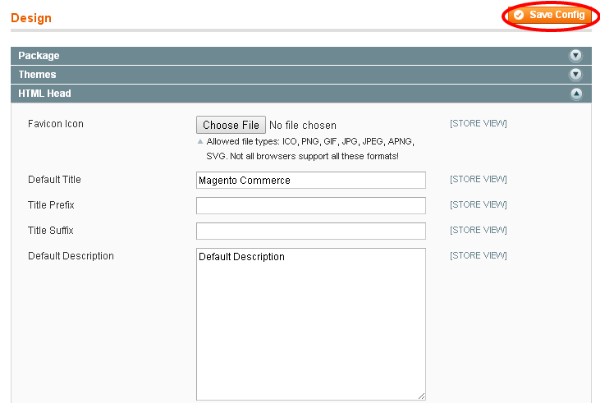 Design
Save Config
Package
Themes
HTML Head
Favicon Icon
Choose File No file chosen
[STORE VIEW]
Allowed file types: ICO, PNG, GIF, JPG, JPEG, APNG,
SVG. Not all browsers support all these formats!
Default Title
Magento Commerce
[STORE VIEW]
Title Prefix
[STORE VIEW]
Title Suffix
[STORE VIEW]
Default Description
Default Description
[STORE VIEW]